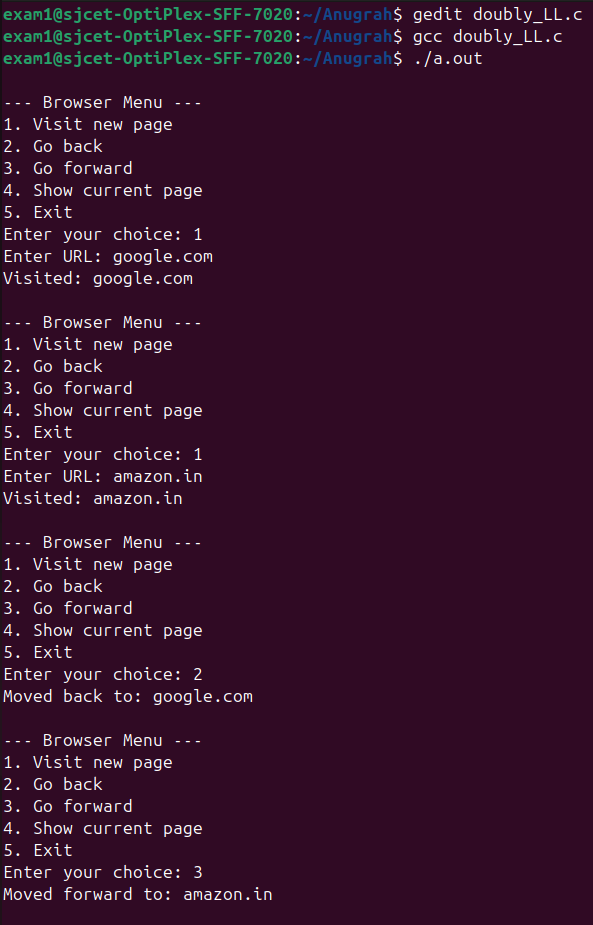 exam1@sjcet-OptiPlex-SFF-7020:~/Anugrah$ gedit doubly_LL.c
exam1@sjcet-OptiPlex-SFF-7020:~/Anugrah$ gcc doubly_LL.c
exam1@sjcet-OptiPlex-SFF-7020:~/Anugrah$ ./a.out

--- Browser Menu ---
1. Visit new page
2. Go back
3. Go forward
4. Show current page
5. Exit
Enter your choice: 1
Enter URL: google.com
Visited: google.com

--- Browser Menu ---
1. Visit new page
2. Go back
3. Go forward
4. Show current page
5. Exit
Enter your choice: 1
Enter URL: amazon.in
Visited: amazon.in

--- Browser Menu ---
1. Visit new page
2. Go back
3. Go forward
4. Show current page
5. Exit
Enter your choice: 2
Moved back to: google.com

--- Browser Menu ---
1. Visit new page
2. Go back
3. Go forward
4. Show current page
5. Exit
Enter your choice: 3
Moved forward to: amazon.in